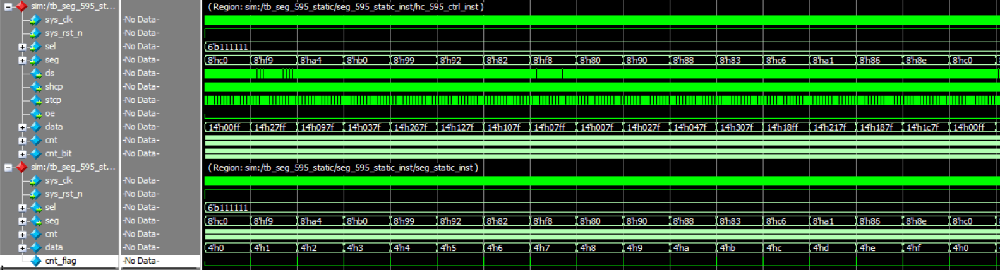 sim:/tb_seg_595_st... (Region: sim:/tb_seg_595_static/seg_595_static_inst/hc_595_ctrl_inst )
sys_clk -No Data-
sys_rst_n -No Data-
sel -No Data- 6'b111111
seg -No Data- 8'hc0 8'hf9 8'ha4 8'hb0 8'h99 8'h92 8'h82 8'hf8 8'h80 8'h90 8'h88 8'h83 8'hc6 8'ha1 8'h86 8'h8e 8'hc0
ds -No Data-
shcp -No Data-
stcp -No Data-
oe -No Data-
data -No Data- 14'h00ff 14'h27ff 14'h097f 14'h037f 14'h267f 14'h127f 14'h107f 14'h07ff 14'h007f 14'h027f 14'h047f 14'h307f 14'h18ff 14'h217f 14'h187f 14'h1c7f 14'h00ff
cnt -No Data-
cnt_bit -No Data-
sim:/tb_seg_595_st... (Region: sim:/tb_seg_595_static/seg_595_static_inst/seg_static_inst )
sys_clk -No Data-
sys_rst_n -No Data-
sel -No Data- 6'b111111
seg -No Data- 8'hc0 8'hf9 8'ha4 8'hb0 8'h99 8'h92 8'h82 8'hf8 8'h80 8'h90 8'h88 8'h83 8'hc6 8'ha1 8'h86 8'h8e 8'hc0
cnt -No Data-
data -No Data- 4'h0 4'h1 4'h2 4'h3 4'h4 4'h5 4'h6 4'h7 4'h8 4'h9 4'ha 4'hb 4'hc 4'hd 4'he 4'hf 4'h0
cnt_flag -No Data-